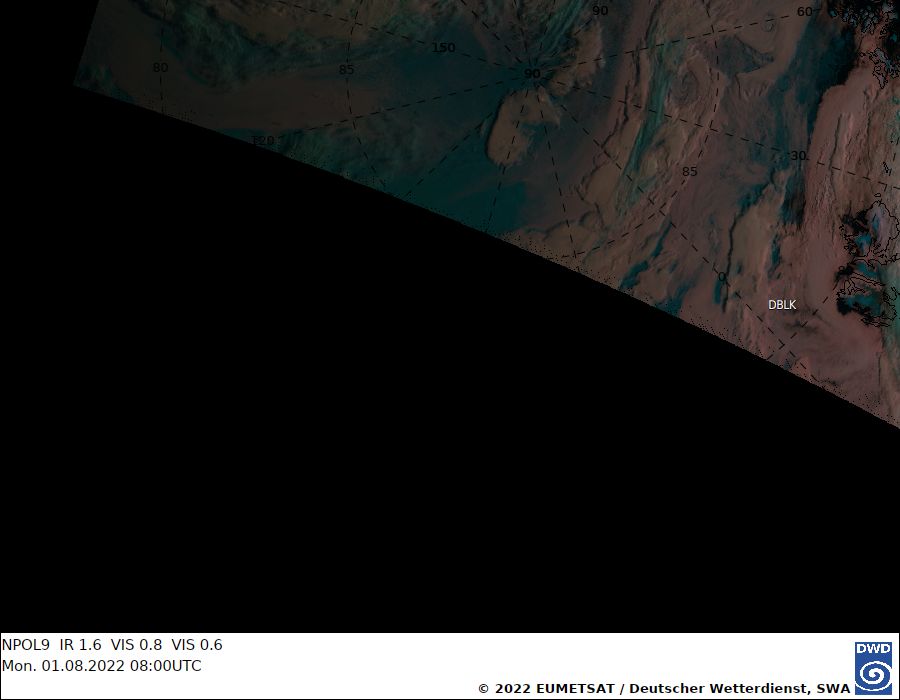 90
60
150
80
85
90
120
30
85
0
DBLK
NPOL9 IR 1.6 VIS 0.8 VIS 0.6
Mon. 01.08.2022 08:00UTC
DWD
© 2022 EUMETSAT / Deutscher Wetterdienst, SWA